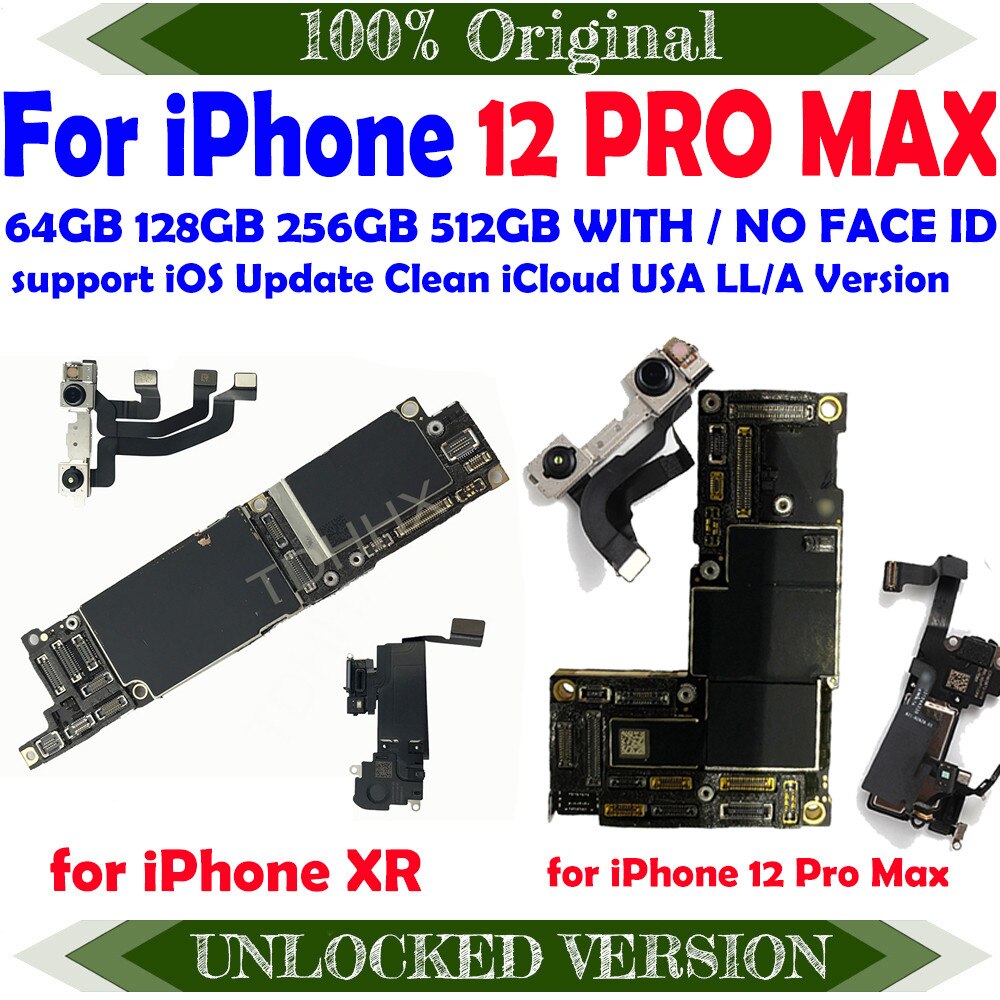 100% Original
For iPhone 12 PRO MAX
64GB 128GB 256GB 512GB WITH / NO FACE ID
support iOS Update Clean iCloud USA LL/A Version
for iPhone XR
for iPhone 12 Pro Max
UNLOCKED VERSION